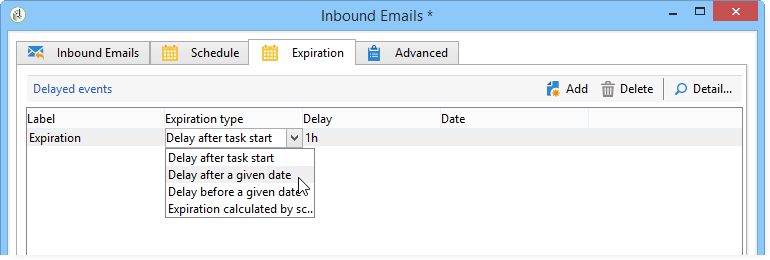 Inbound Emails *
Inbound Emails Schedule Expiration Advanced
Delayed events Add Delete Detail...
Label Expiration type Delay Date
Expiration Delay after task start 1h
Delay after task start
Delay after a given date
Delay before a given date
Expiration calculated by sc..